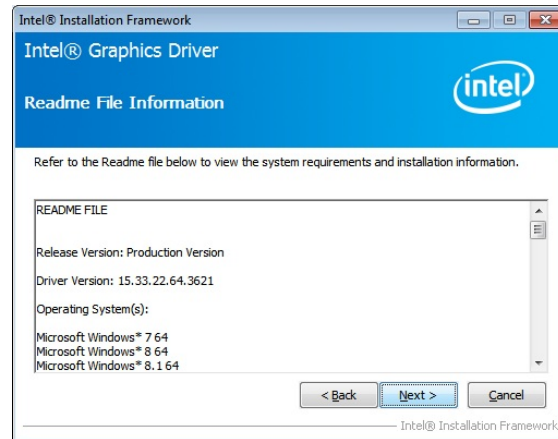 Intel® Installation Framework
Intel® Graphics Driver
Readme File Information
intel
Refer to the Readme file below to view the system requirements and installation information.
README FILE
Release Version: Production Version
Driver Version: 15.33.22.64.3621
Operating System(s):
Microsoft Windows* 7 64
Microsoft Windows* 8 64
Microsoft Windows* 8.1 64
< Back Next > Cancel
Intel® Installation Framework